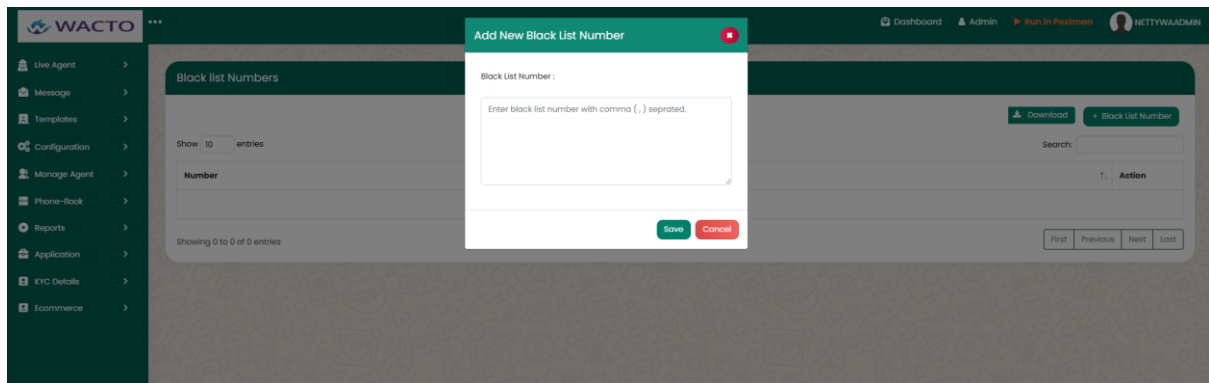 WACTO
Dashboard Admin Run in Postman NETTYWAADMIN
Live Agent
Message
Templates
Configuration
Manage Agent
Phone-Book
Reports
Application
KYC Details
Ecommerce
Black list Numbers
Download + Black List Number
Show 10 entries Search:
Number Action
Showing 0 to 0 of 0 entries First Previous Next Last
Add New Black List Number
Black List Number :
Enter black list number with comma ( , ) seprated.
Save Cancel